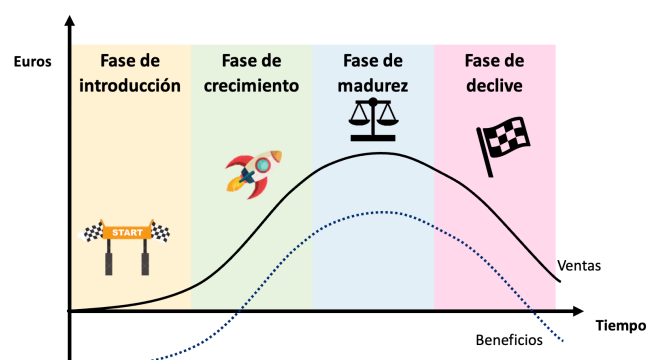 Euros
Fase de
introducción
Fase de
crecimiento
Fase de
madurez
Fase de
declive
START
Ventas
Tiempo
Beneficios